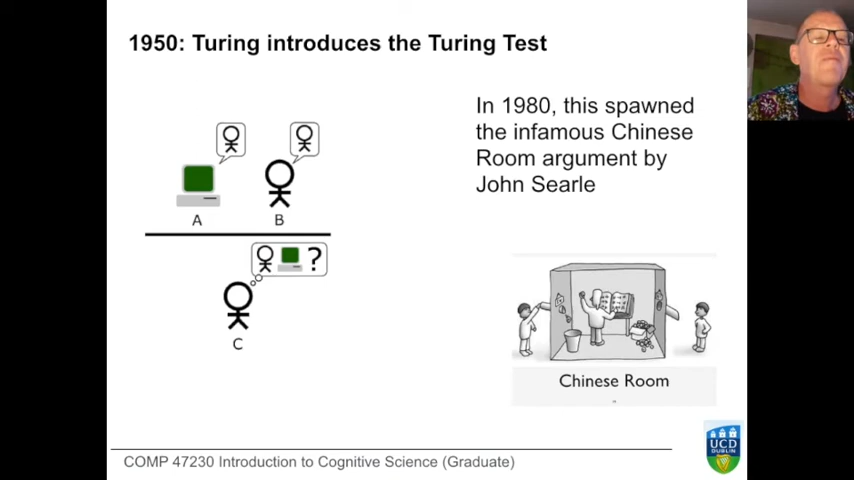 1950: Turing introduces the Turing Test
In 1980, this spawned
the infamous Chinese
Room argument by
John Searle
A
B
?
C
Chinese Room
COMP 47230 Introduction to Cognitive Science (Graduate)
UCD
DUBLIN